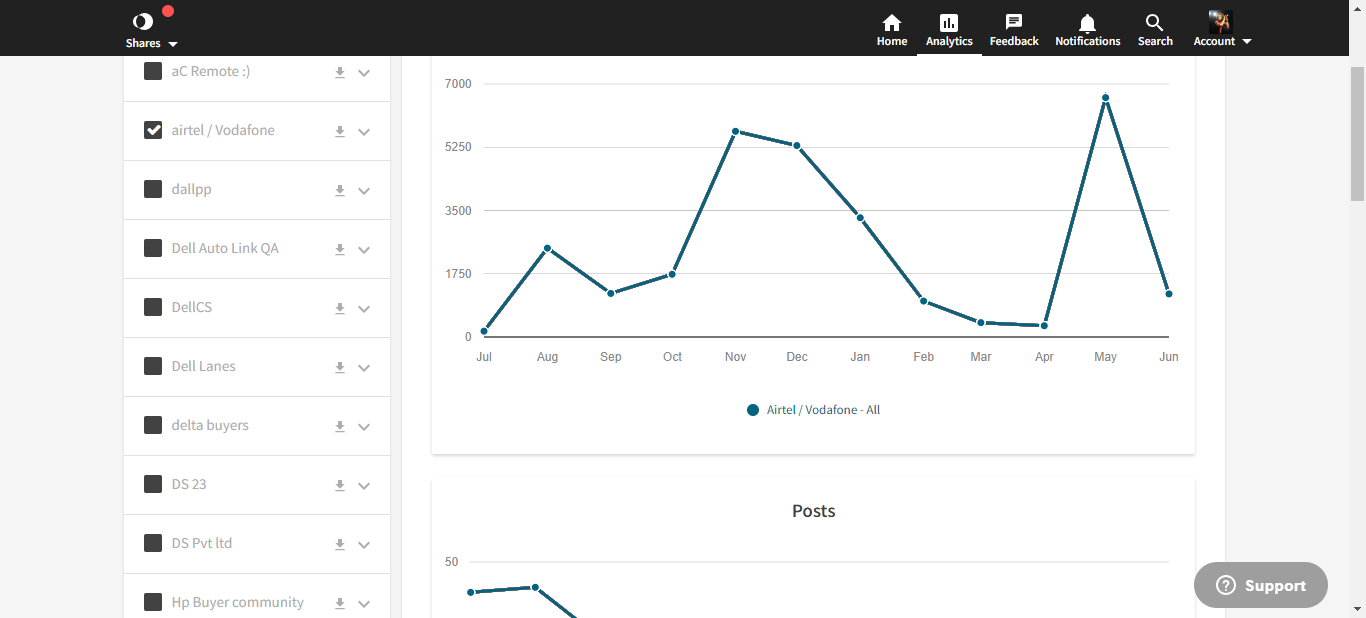 Shares
Home
Analytics
Feedback
Notifications
Search
Account
aC Remote :)
airtel / Vodafone
dallpp
Dell Auto Link QA
DellCS
Dell Lanes
delta buyers
DS 23
DS Pvt ltd
Hp Buyer community
7000
5250
3500
1750
0
Jul Aug Sep Oct Nov Dec Jan Feb Mar Apr May Jun
Airtel / Vodafone - All
Posts
50
Support